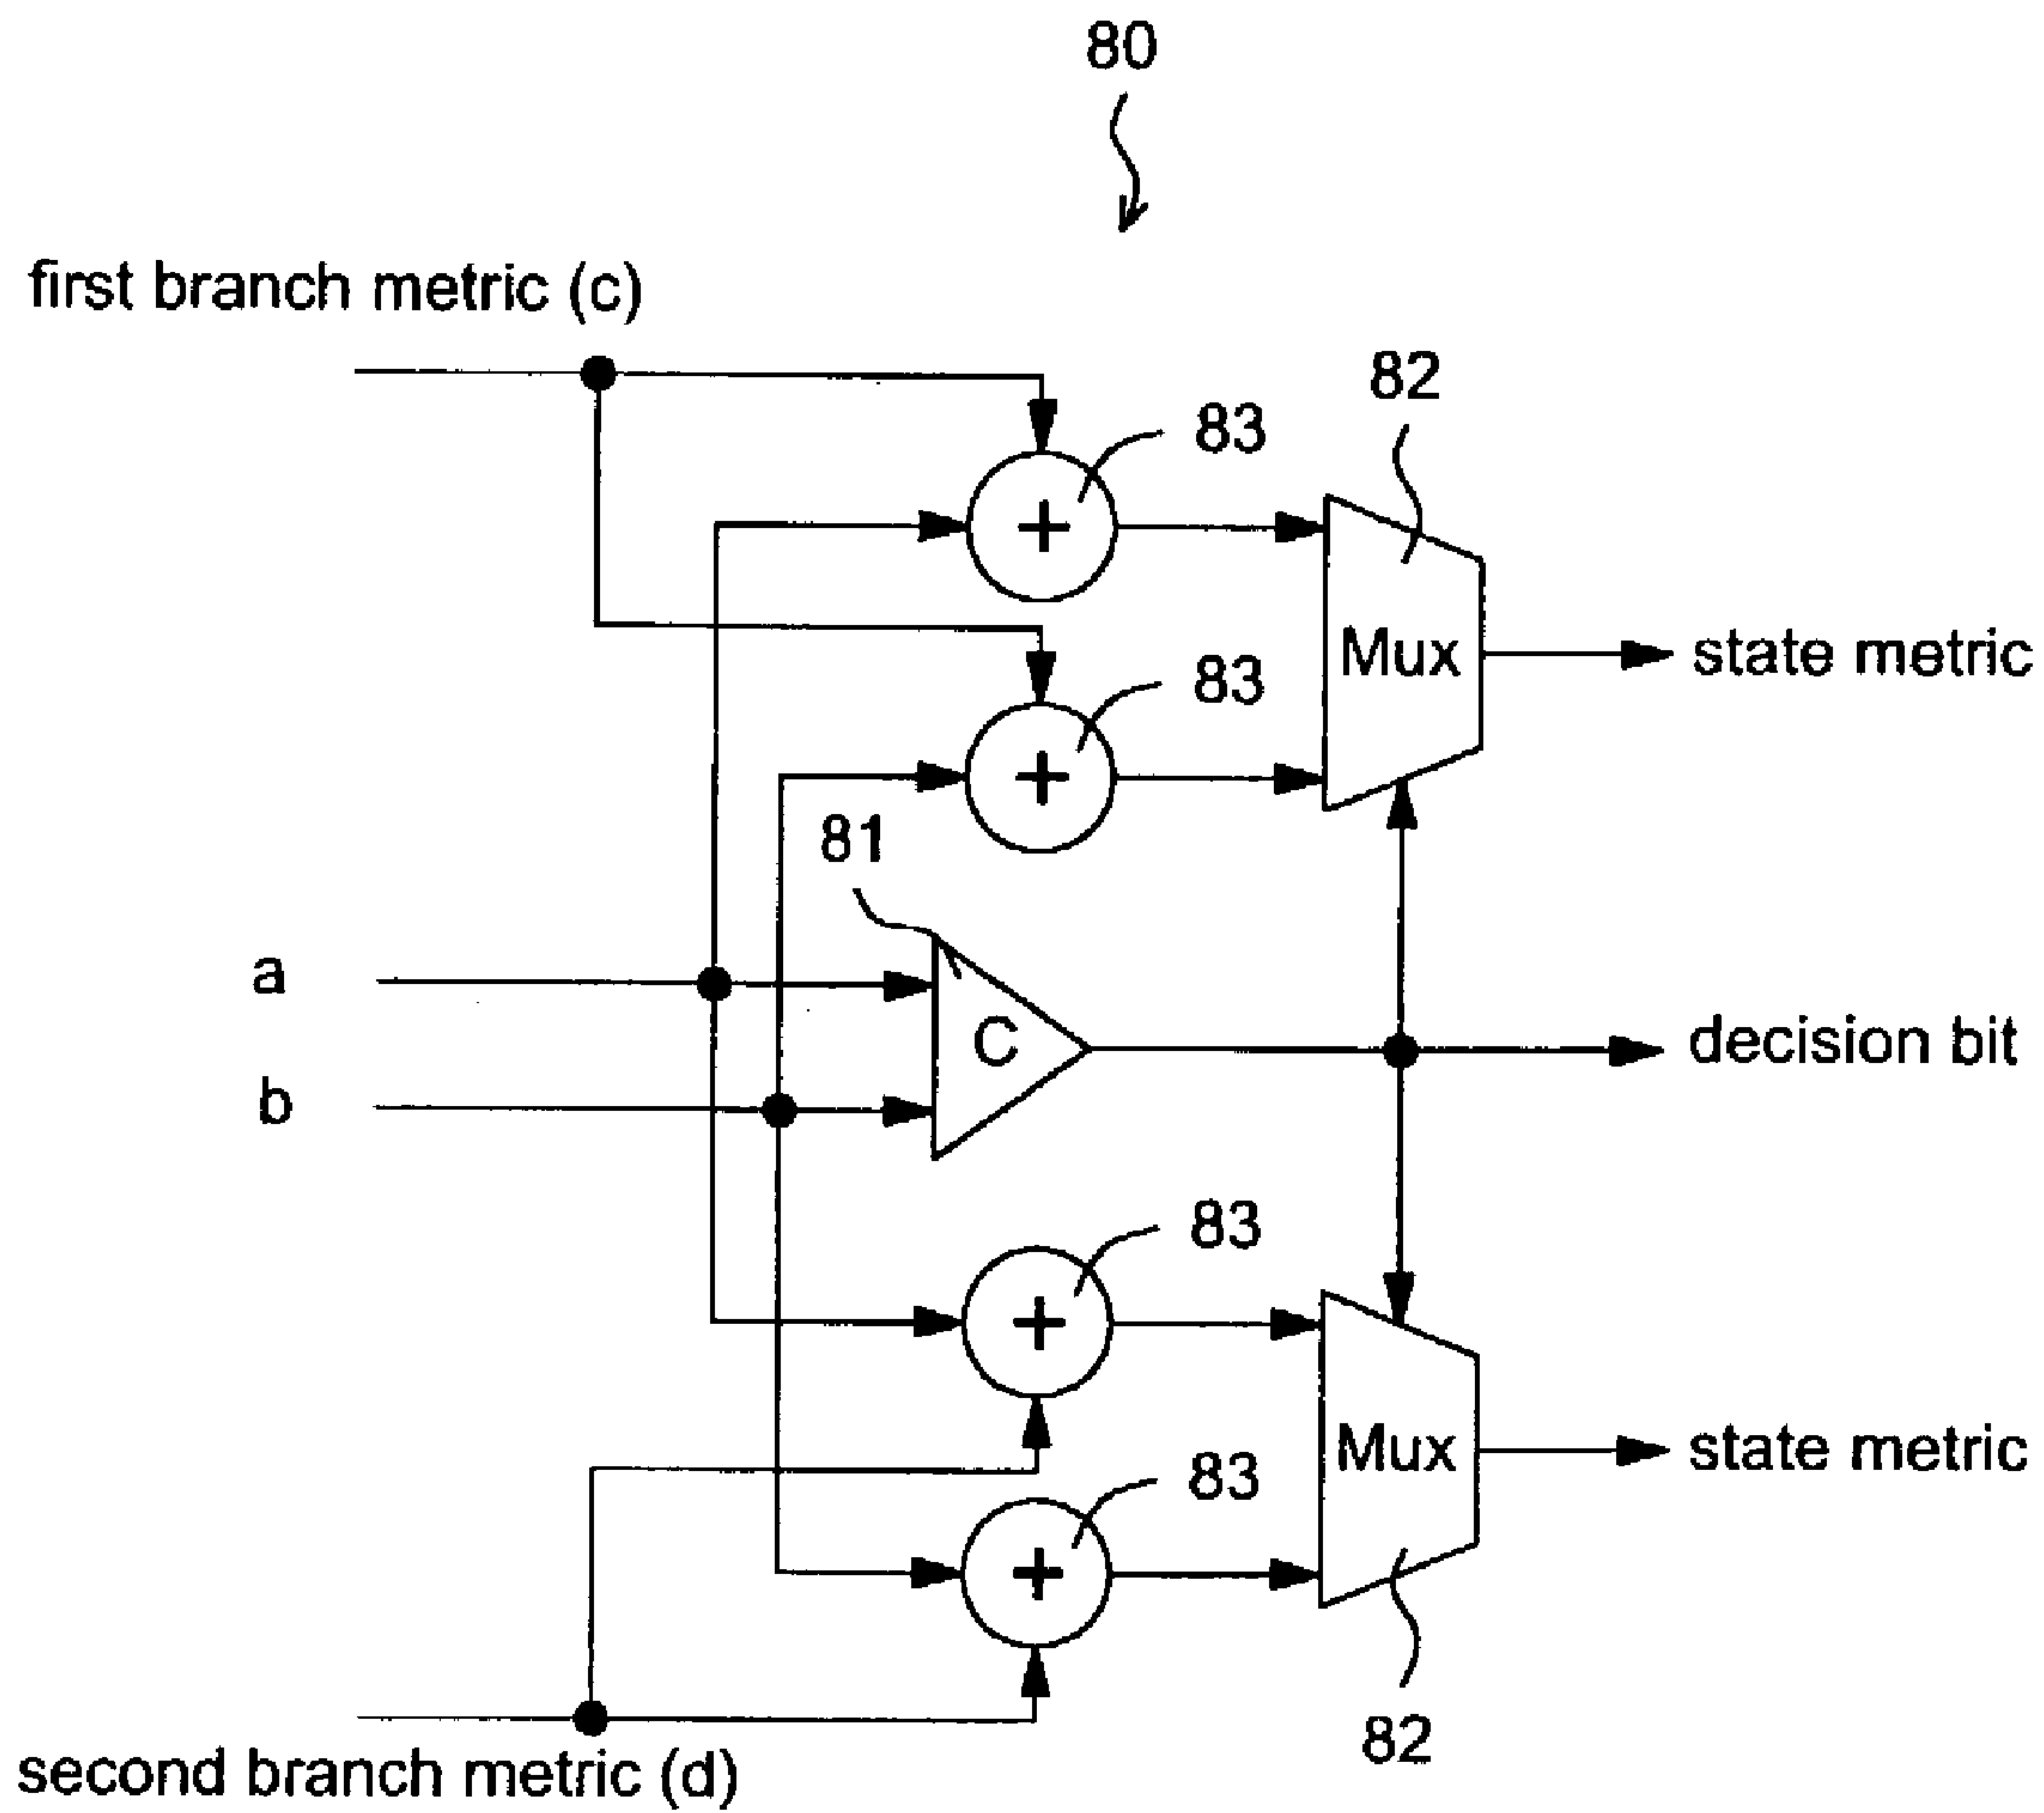 80
first branch metric (c)
82
83
+
Mux
state metric
83
+
81
a
C
decision bit
b
83
+
Mux
state metric
83
+
82
second branch metric (d)